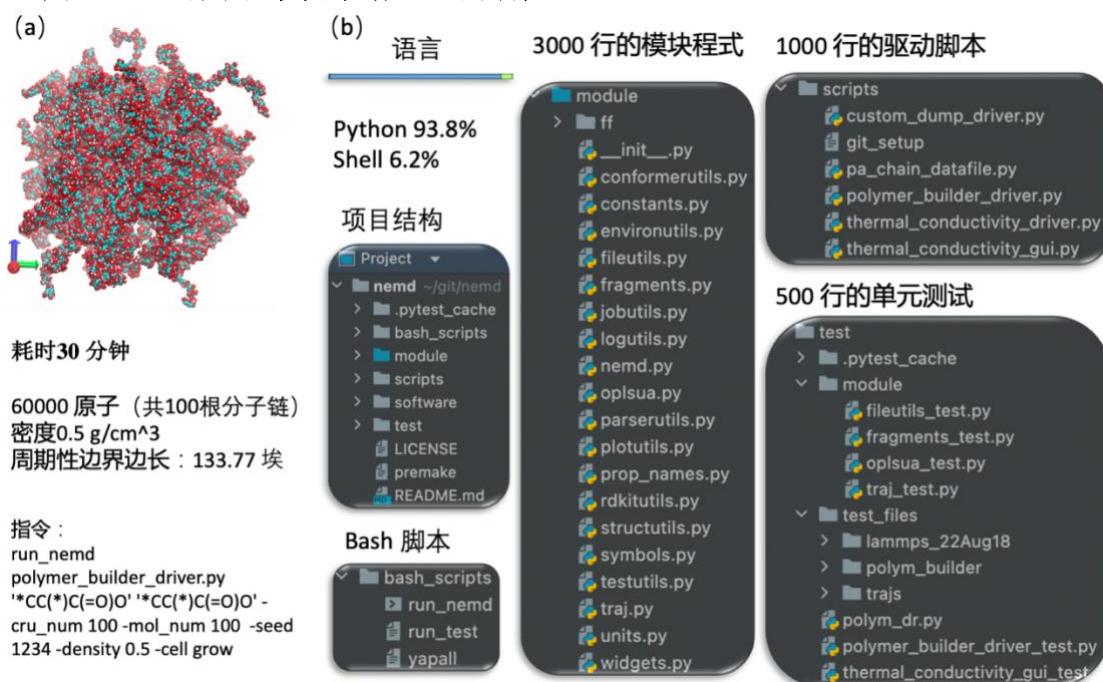 (a)
耗时30 分钟
60000 原子（共100根分子链）
密度0.5 g/cm^3
周期性边界边长：133.77 埃
指令：
run_nemd
polymer_builder_driver.py
'*CC(*)C(=O)O' '*CC(*)C(=O)O' -
cru_num 100 -mol_num 100 -seed
1234 -density 0.5 -cell grow
(b)
语言
Python 93.8%
Shell 6.2%
项目结构
Project
nemd ~/git/nemd
.pytest_cache
bash_scripts
module
scripts
software
test
LICENSE
premake
README.md
Bash 脚本
bash_scripts
run_nemd
run_test
yapall
3000 行的模块程式
module
ff
__init__.py
conformerutils.py
constants.py
environutils.py
fileutils.py
fragments.py
jobutils.py
logutils.py
nemd.py
oplsua.py
parserutils.py
plotutils.py
prop_names.py
rdkitutils.py
structutils.py
symbols.py
testutils.py
traj.py
units.py
widgets.py
1000 行的驱动脚本
scripts
custom_dump_driver.py
git_setup
pa_chain_datafile.py
polymer_builder_driver.py
thermal_conductivity_driver.py
thermal_conductivity_gui.py
500 行的单元测试
test
.pytest_cache
module
fileutils_test.py
fragments_test.py
oplsua_test.py
traj_test.py
test_files
lammps_22Aug18
polym_builder
trajs
polym_dr.py
polymer_builder_driver_test.py
thermal_conductivity_gui_test